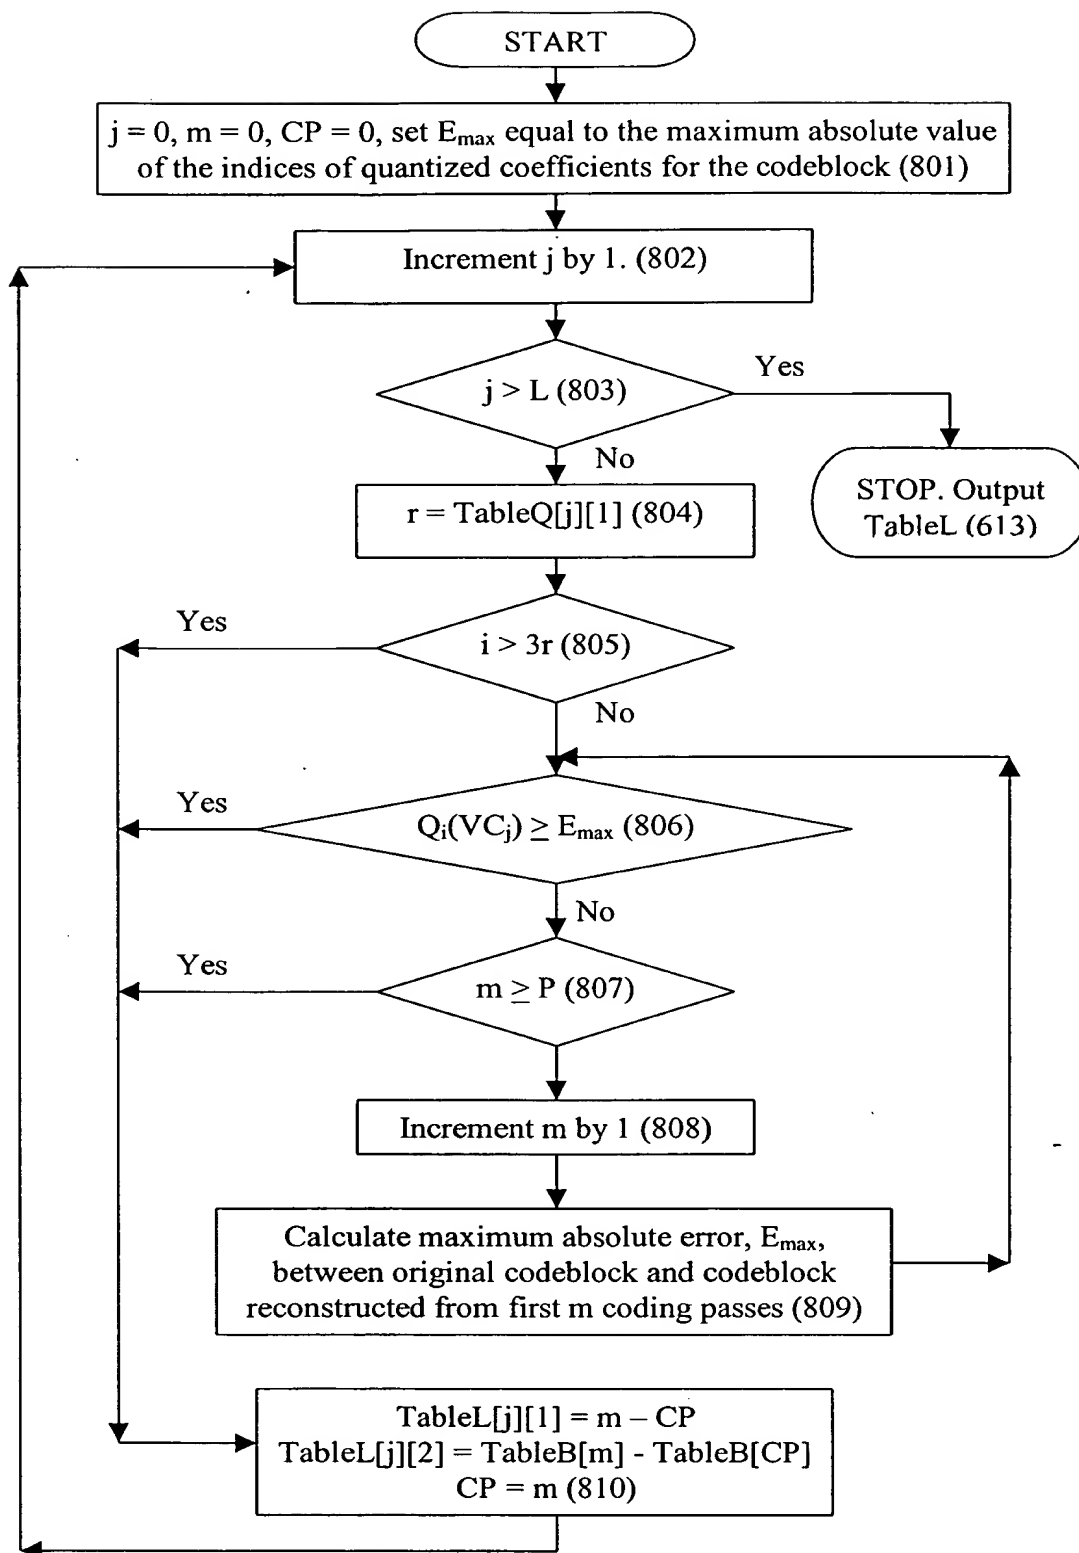 START
j = 0, m = 0, CP = 0, set Emax equal to the maximum absolute value
of the indices of quantized coefficients for the codeblock (801)
Increment j by 1. (802)
j > L (803)
Yes
No
STOP. Output
TableL (613)
r = TableQ[j][1] (804)
Yes
i > 3r (805)
No
Yes
Qi(VCj) ≥ Emax (806)
No
Yes
m ≥ P (807)
Increment m by 1 (808)
Calculate maximum absolute error, Emax,
between original codeblock and codeblock
reconstructed from first m coding passes (809)
TableL[j][1] = m – CP
TableL[j][2] = TableB[m] - TableB[CP]
CP = m (810)